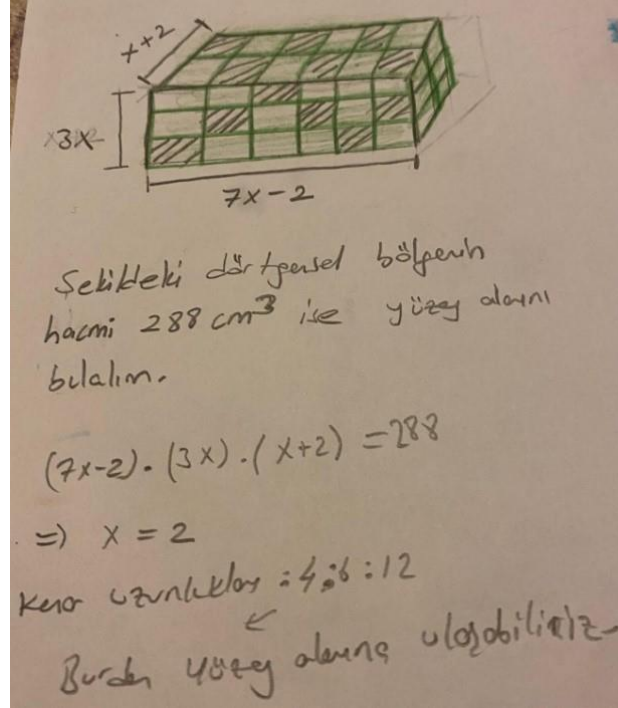 x+2
3x
7x-2
Şekildeki dörtgensel bölgenin
hacmi 288 cm³ ise yüzey alanını
bulalım.
(7x-2).(3x).(x+2) = 288
=) x = 2
Kenar uzunlukları : 4:6:12
Burdan yüzey alanına ulaşabiliriz